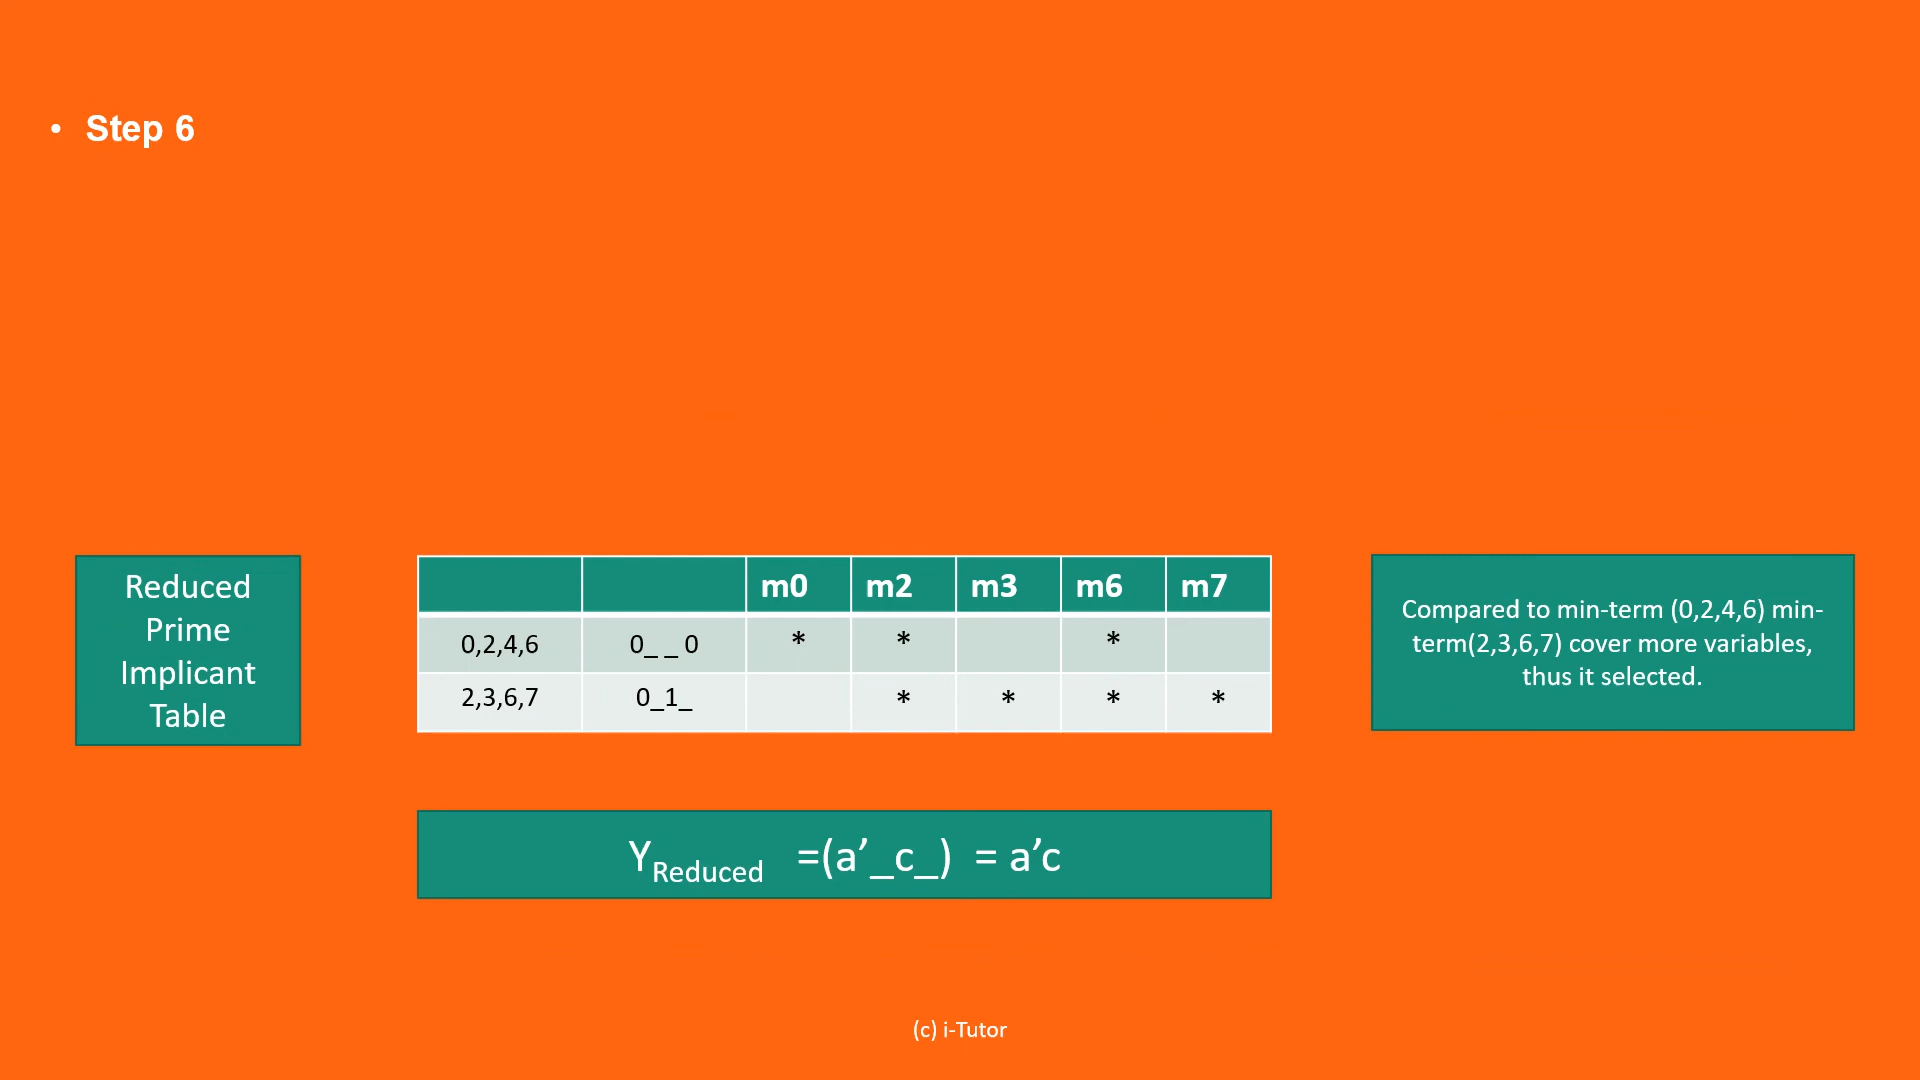 • Step 6
Reduced
Prime
Implicant
Table
m0 m2 m3 m6 m7
0,2,4,6 0_ _ 0 * * *
2,3,6,7 0_1_ * * * *
Compared to min-term (0,2,4,6) min-
term(2,3,6,7) cover more variables,
thus it selected.
Y Reduced =(a’_c_) = a’c
(c) i-Tutor